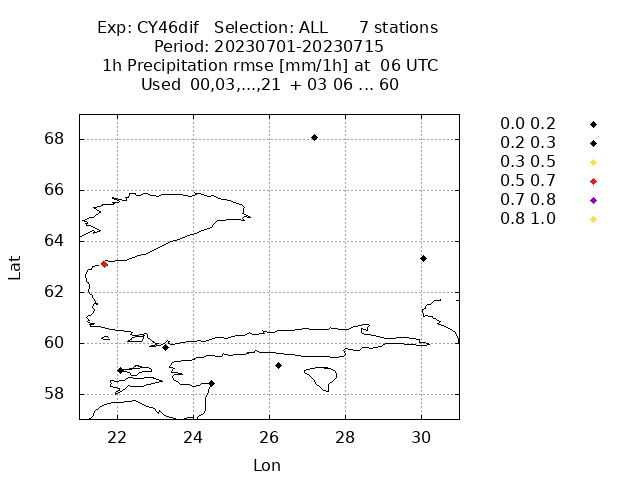 Exp: CY46dif   Selection: ALL      7 stations
Period: 20230701-20230715
1h Precipitation rmse [mm/1h] at  06 UTC
Used  00,03,...,21  + 03 06 ... 60
0.0 0.2
0.2 0.3
0.3 0.5
0.5 0.7
0.7 0.8
0.8 1.0
68
66
64
62
60
58
Lat
22 24 26 28 30
Lon